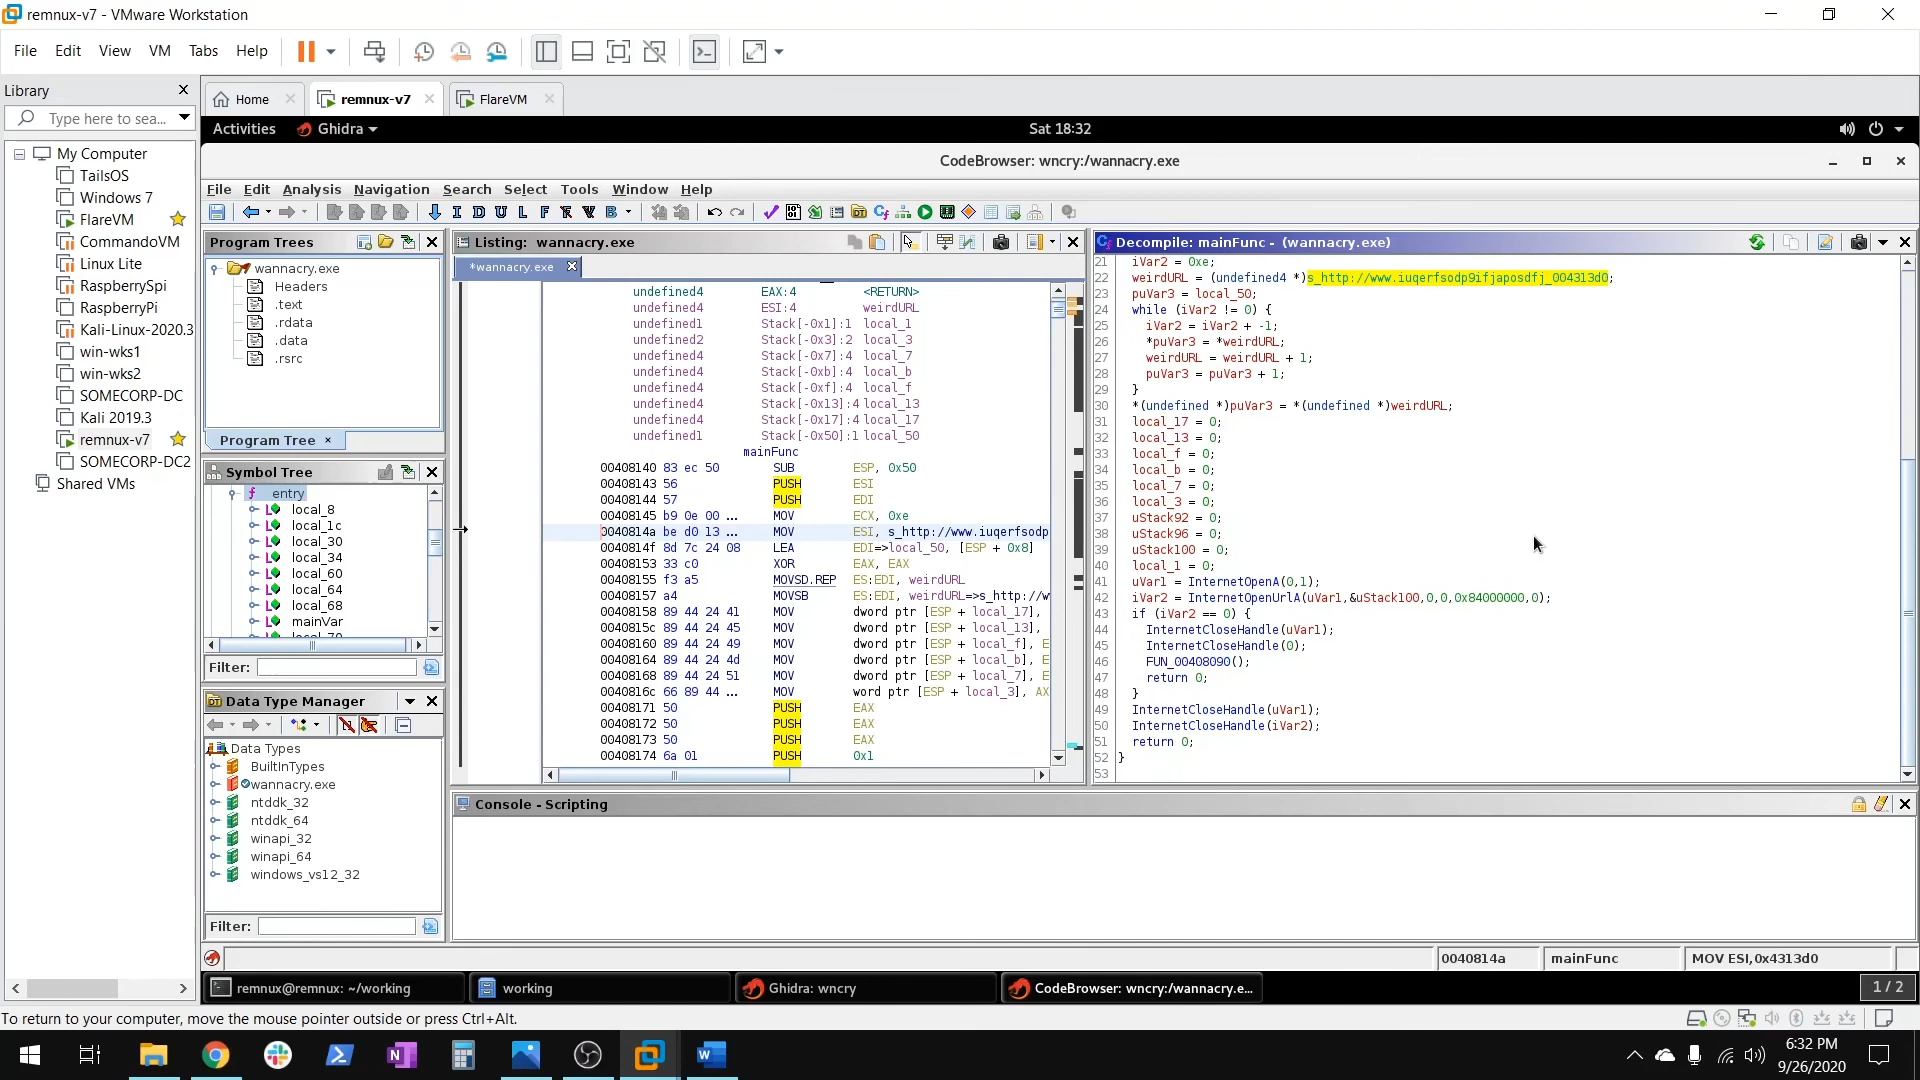 remnux-v7 - VMware Workstation
File Edit View VM Tabs Help
Library
Type here to sea...
My Computer
TailsOS
Windows 7
FlareVM
CommandoVM
Linux Lite
RaspberrySpi
RaspberryPi
Kali-Linux-2020.3
win-wks1
win-wks2
SOMECORP-DC
Kali 2019.3
remnux-v7
SOMECORP-DC2
Shared VMs
Home remnux-v7 FlareVM
Activities Ghidra Sat 18:32
CodeBrowser: wncry:/wannacry.exe
File Edit Analysis Navigation Search Select Tools Window Help
I D U L F B
Program Trees
wannacry.exe
Headers
.text
.rdata
.data
.rsrc
Program Tree ×
Symbol Tree
f entry
local_8
local_1c
local_30
local_34
local_60
local_64
local_68
mainVar
local_70
Filter:
Data Type Manager
Data Types
BuiltInTypes
wannacry.exe
ntddk_32
ntddk_64
winapi_32
winapi_64
windows_vs12_32
Filter:
Listing: wannacry.exe
*wannacry.exe
undefined4 EAX:4 <RETURN>
undefined4 ESI:4 weirdURL
undefined1 Stack[-0x1]:1 local_1
undefined2 Stack[-0x3]:2 local_3
undefined4 Stack[-0x7]:4 local_7
undefined4 Stack[-0xb]:4 local_b
undefined4 Stack[-0xf]:4 local_f
undefined4 Stack[-0x13]:4 local_13
undefined4 Stack[-0x17]:4 local_17
undefined1 Stack[-0x50]:1 local_50
mainFunc
00408140 83 ec 50 SUB ESP, 0x50
00408143 56 PUSH ESI
00408144 57 PUSH EDI
00408145 b9 0e 00 ... MOV ECX, 0xe
0040814a be d0 13 ... MOV ESI, s_http://www.iuqerfsodp
0040814f 8d 7c 24 08 LEA EDI=>local_50, [ESP + 0x8]
00408153 33 c0 XOR EAX, EAX
00408155 f3 a5 MOVSD.REP ES:EDI, weirdURL
00408157 a4 MOVSB ES:EDI, weirdURL=>s_http://w
00408158 89 44 24 41 MOV dword ptr [ESP + local_17],
0040815c 89 44 24 45 MOV dword ptr [ESP + local_13],
00408160 89 44 24 49 MOV dword ptr [ESP + local_f], E
00408164 89 44 24 4d MOV dword ptr [ESP + local_b], E
00408168 89 44 24 51 MOV dword ptr [ESP + local_7], E
0040816c 66 89 44 ... MOV word ptr [ESP + local_3], AX
00408171 50 PUSH EAX
00408172 50 PUSH EAX
00408173 50 PUSH EAX
00408174 6a 01 PUSH 0x1
Decompile: mainFunc - (wannacry.exe)
21 iVar2 = 0xe;
22 weirdURL = (undefined4 *)s_http://www.iuqerfsodp9ifjaposdfj_004313d0;
23 puVar3 = local_50;
24 while (iVar2 != 0) {
25 iVar2 = iVar2 + -1;
26 *puVar3 = *weirdURL;
27 weirdURL = weirdURL + 1;
28 puVar3 = puVar3 + 1;
29 }
30 *(undefined *)puVar3 = *(undefined *)weirdURL;
31 local_17 = 0;
32 local_13 = 0;
33 local_f = 0;
34 local_b = 0;
35 local_7 = 0;
36 local_3 = 0;
37 uStack92 = 0;
38 uStack96 = 0;
39 uStack100 = 0;
40 local_1 = 0;
41 uVar1 = InternetOpenA(0,1);
42 iVar2 = InternetOpenUrlA(uVar1,&uStack100,0,0,0x84000000,0);
43 if (iVar2 == 0) {
44 InternetCloseHandle(uVar1);
45 InternetCloseHandle(0);
46 FUN_00408090();
47 return 0;
48 }
49 InternetCloseHandle(uVar1);
50 InternetCloseHandle(iVar2);
51 return 0;
52 }
53
Console - Scripting
0040814a mainFunc MOV ESI,0x4313d0
remnux@remnux: ~/working working Ghidra: wncry CodeBrowser: wncry:/wannacry.e... 1 / 2
To return to your computer, move the mouse pointer outside or press Ctrl+Alt.
6:32 PM
9/26/2020